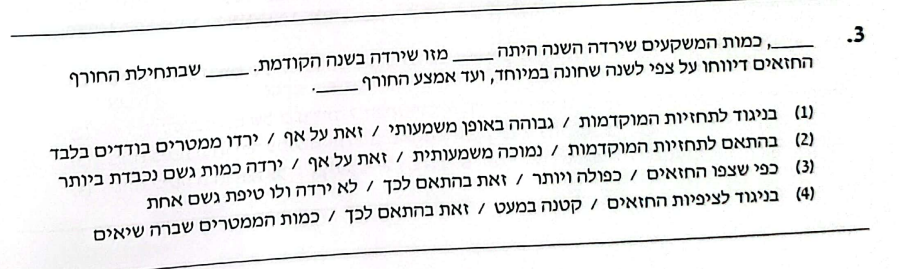 3. _____, כמות המשקעים שירדה השנה היתה _____ מזו שירדה בשנה הקודמת. _____ שבתחילת החורף
החזאים דיווחו על צפי לשנה שחונה במיוחד, ועד אמצע החורף _____.
(1) בניגוד לתחזיות המוקדמות / גבוהה באופן משמעותי / זאת על אף / ירדו ממטרים בודדים בלבד
(2) בהתאם לתחזיות המוקדמות / נמוכה משמעותית / זאת על אף / ירדה כמות גשם נכבדת ביותר
(3) כפי שצפו החזאים / כפולה ויותר / זאת בהתאם לכך / לא ירדה ולו טיפת גשם אחת
(4) בניגוד לציפיות החזאים / קטנה במעט / זאת בהתאם לכך / כמות הממטרים שברה שיאים